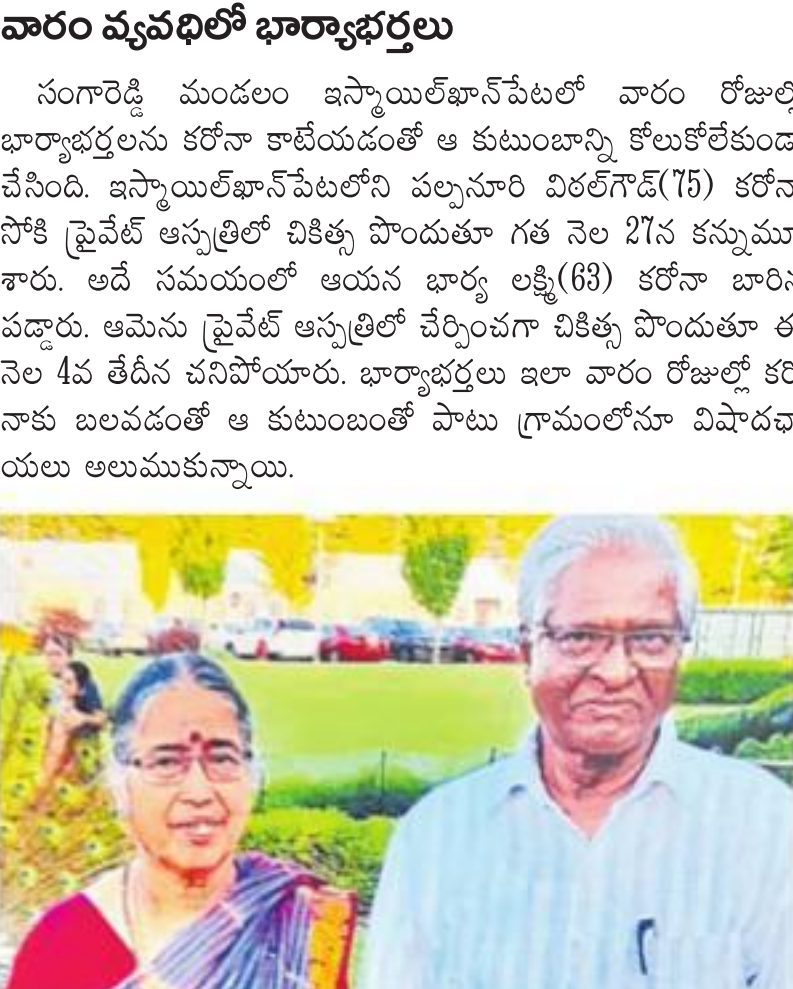 వారం వ్యవధిలో భార్యాభర్తలు
సంగారెడ్డి మండలం ఇస్మాయిల్‌ఖాన్‌పేటలో వారం రోజుల్లో
భార్యాభర్తలను కరోనా కాటేయడంతో ఆ కుటుంబాన్ని కోలుకోలేకుండా
చేసింది. ఇస్మాయిల్‌ఖాన్‌పేటలోని పల్పనూరి విఠల్‌గౌడ్(75) కరోనా
సోకి ప్రైవేట్ ఆస్పత్రిలో చికిత్స పొందుతూ గత నెల 27న కన్నుమూ
శారు. అదే సమయంలో ఆయన భార్య లక్ష్మి(63) కరోనా బారిన
పడ్డారు. ఆమెను ప్రైవేట్ ఆస్పత్రిలో చేర్పించగా చికిత్స పొందుతూ ఈ
నెల 4వ తేదీన చనిపోయారు. భార్యాభర్తలు ఇలా వారం రోజుల్లో కరో
నాకు బలవడంతో ఆ కుటుంబంతో పాటు గ్రామంలోనూ విషాదఛా
యలు అలుముకున్నాయి.